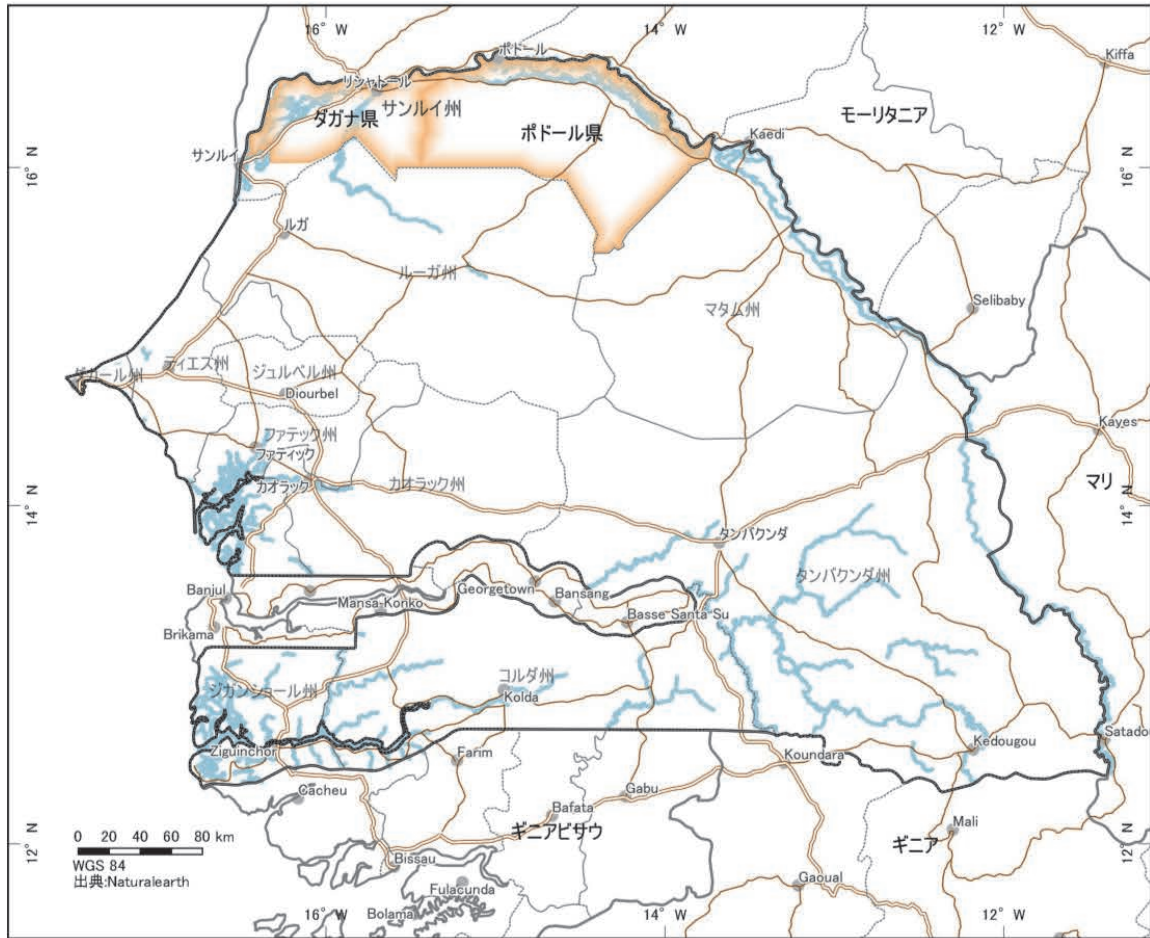 16° W
14° W
12° W
ポドール
Kiffa
リシャトール
サンルイ州
ダガナ県
ポドール県
モーリタニア
Kaedi
サンルイ
16° N
16° N
ルガ
ルーガ州
マタム州
Selibaby
ティエス州
ダカール州
ジュルベル州
Diourbel
Kayes
ファテック州
ファティック
カオラック
カオラック州
マリ
14° N
14° N
タンバクンダ
タンバクンダ州
Banjul
Georgetown
Bansang
Mansa-Konko
Basse Santa Su
Brikama
コルダ州
Kolda
ジガンショール州
Ziguinchor
Farim
Koundara
Kedougou
Satadou
Cacheu
Gabu
Bafata
ギニアビサウ
Mali
ギニア
12° N
12° N
0 20 40 60 80 km
WGS 84
出典:Naturalearth
Bissau
Fulacunda
Gaoual
Bolama
16° W
14° W
12° W